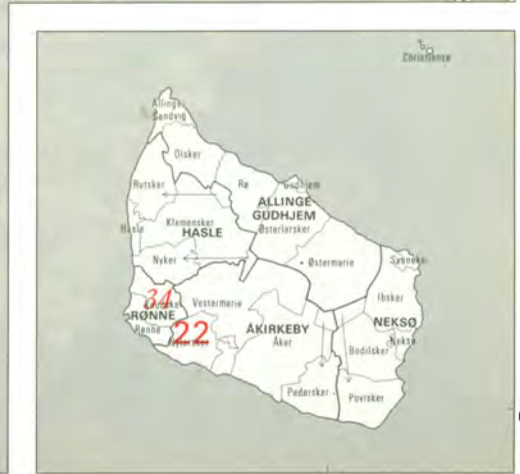 Christiansø
Allinge
Sandvig
Olsker
Rutsker
Rø
Gudhjem
ALLINGE
GUDHJEM
Hasle
Klemensker
HASLE
Østerlarsker
Nyker
Østermarie
Svaneke
34
Ibsker
RØNNE
Vestermarie
NEKSØ
Rønne
22
ÅKIRKEBY
Åker
Bodilsker
Neksø
Pedersker
Povlsker